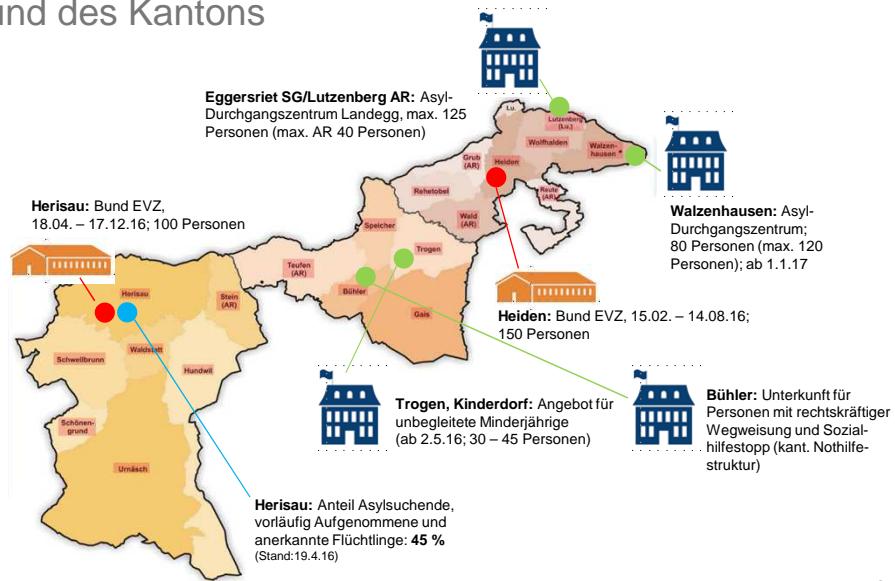 und des Kantons
Eggersriet SG/Lutzenberg AR: Asyl-
Durchgangszentrum Landegg, max. 125
Personen (max. AR 40 Personen)
Lu.
Lutzenberg
(Lu.)
Wolfhalden
Walzen-
hausen
Grub
(AR)
Heiden
Rehetobel
Reute
(AR)
Wald
(AR)
Walzenhausen: Asyl-
Durchgangszentrum;
80 Personen (max. 120
Personen); ab 1.1.17
Herisau: Bund EVZ,
18.04. – 17.12.16; 100 Personen
Speicher
Trogen
Teufen
(AR)
Bühler
Gais
Herisau
Stein
(AR)
Waldstatt
Schwellbrunn
Hundwil
Schönen-
grund
Urnäsch
Heiden: Bund EVZ, 15.02. – 14.08.16;
150 Personen
Trogen, Kinderdorf: Angebot für
unbegleitete Minderjährige
(ab 2.5.16; 30 – 45 Personen)
Bühler: Unterkunft für
Personen mit rechtskräftiger
Wegweisung und Sozial-
hilfestopp (kant. Nothilfe-
struktur)
Herisau: Anteil Asylsuchende,
vorläufig Aufgenommene und
anerkannte Flüchtlinge: 45 %
(Stand:19.4.16)